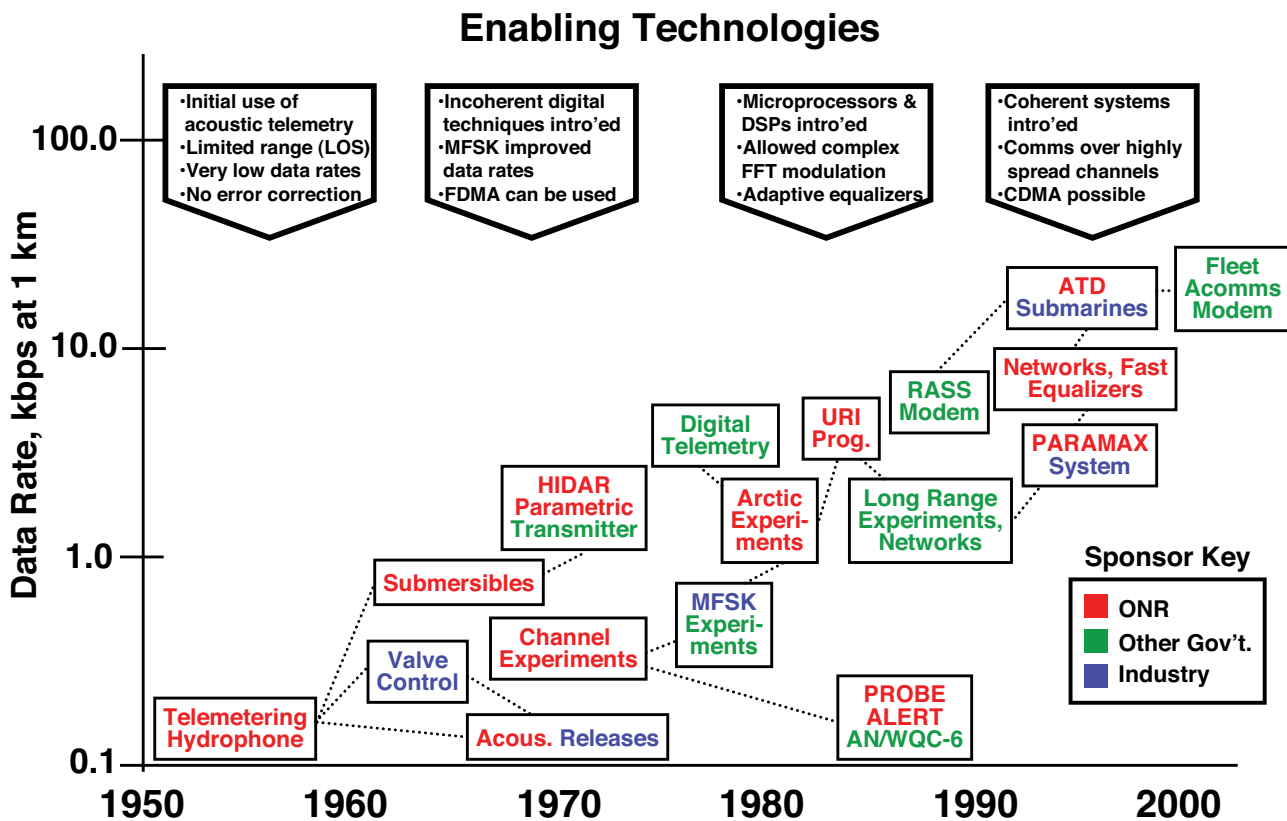 Enabling Technologies
•Initial use of
acoustic telemetry
•Limited range (LOS)
•Very low data rates
•No error correction
•Incoherent digital
techniques intro'ed
•MFSK improved
data rates
•FDMA can be used
•Microprocessors &
DSPs intro'ed
•Allowed complex
FFT modulation
•Adaptive equalizers
•Coherent systems
intro'ed
•Comms over highly
spread channels
•CDMA possible
Data Rate, kbps at 1 km
100.0
10.0
1.0
0.1
Telemetering
Hydrophone
Submersibles
Valve
Control
Acous. Releases
HIDAR
Parametric
Transmitter
Channel
Experiments
Digital
Telemetry
Arctic
Experi-
ments
MFSK
Experi-
ments
URI
Prog.
PROBE
ALERT
AN/WQC-6
Long Range
Experiments,
Networks
RASS
Modem
ATD
Submarines
Networks, Fast
Equalizers
PARAMAX
System
Fleet
Acomms
Modem
Sponsor Key
ONR
Other Gov't.
Industry
1950
1960
1970
1980
1990
2000